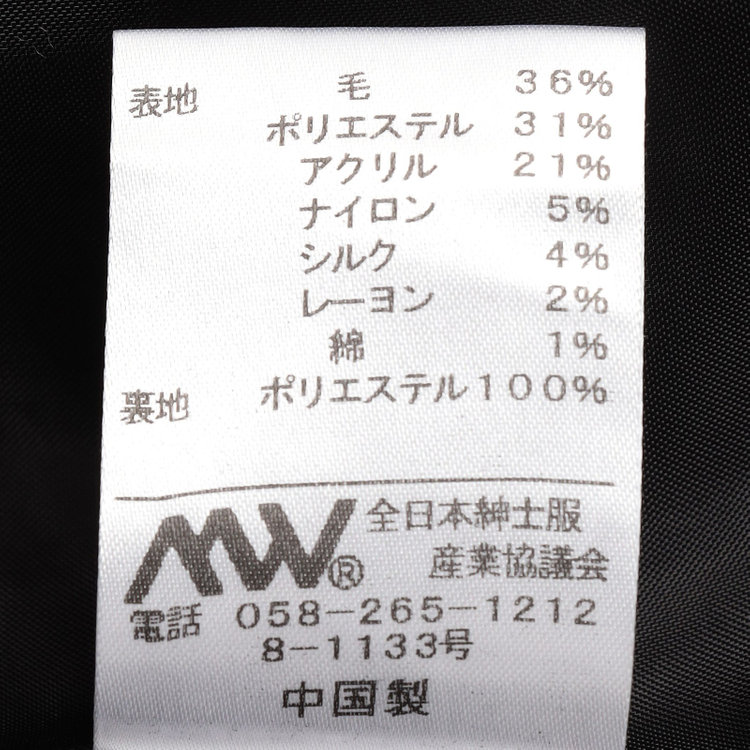 表地 毛 36%
ポリエステル 31%
アクリル 21%
ナイロン 5%
シルク 4%
レーヨン 2%
綿 1%
裏地 ポリエステル100%
MW® 全日本紳士服
産業協議会
電話 058-265-1212
8-1133号
中国製